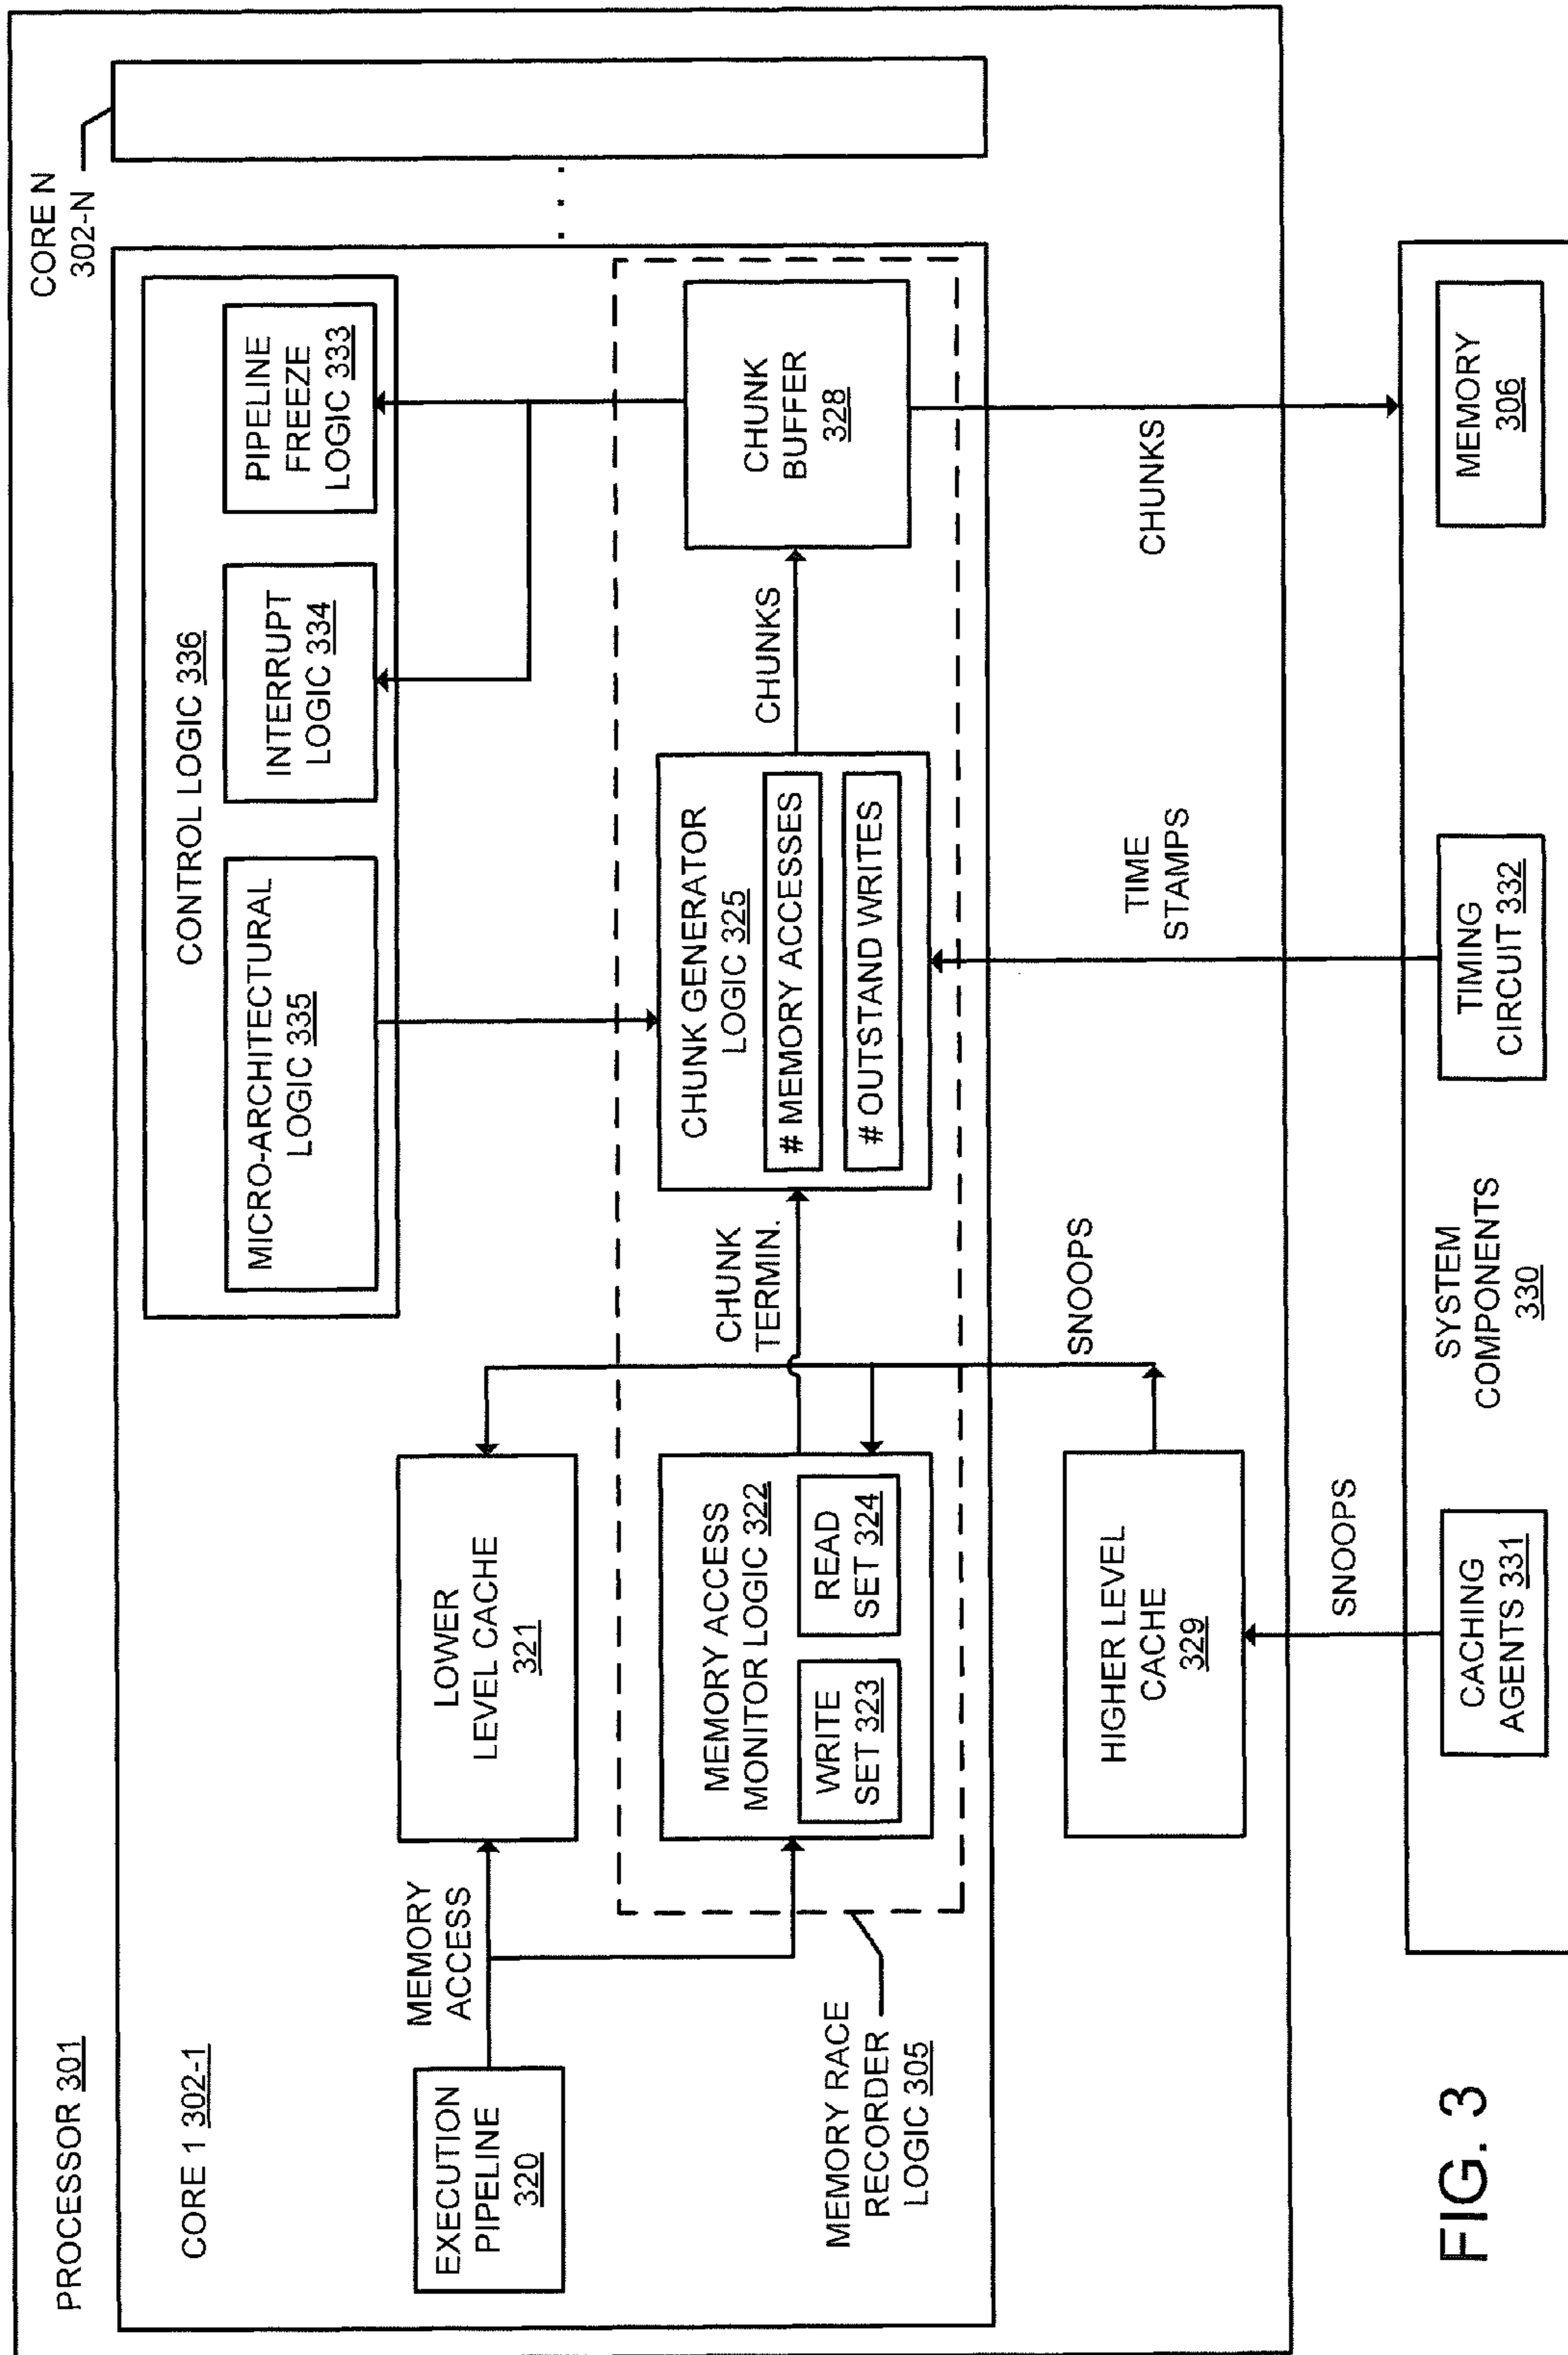 PROCESSOR 301
CORE N
302-N
CORE 1 302-1
CONTROL LOGIC 336
MICRO-ARCHITECTURAL
LOGIC 335
INTERRUPT
LOGIC 334
PIPELINE
FREEZE
LOGIC 333
EXECUTION
PIPELINE
320
MEMORY
ACCESS
LOWER
LEVEL CACHE
321
MEMORY ACCESS
MONITOR LOGIC 322
WRITE
SET 323
READ
SET 324
CHUNK
TERMIN.
CHUNK GENERATOR
LOGIC 325
# MEMORY ACCESSES
# OUTSTAND WRITES
CHUNKS
CHUNK
BUFFER
328
MEMORY RACE
RECORDER
LOGIC 305
HIGHER LEVEL
CACHE
329
SNOOPS
TIME
STAMPS
CHUNKS
SNOOPS
CACHING
AGENTS 331
SYSTEM
COMPONENTS
330
TIMING
CIRCUIT 332
MEMORY
306
FIG. 3